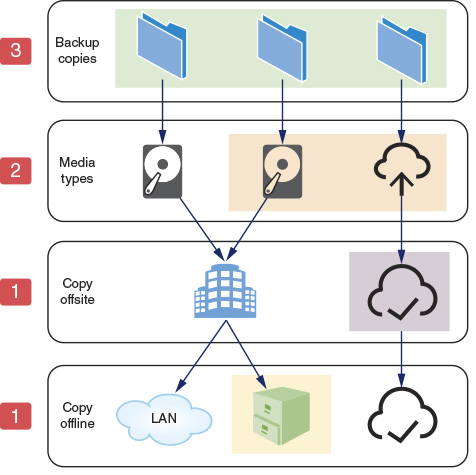 3
Backup
copies
2
Media
types
1
Copy
offsite
1
Copy
offline
LAN